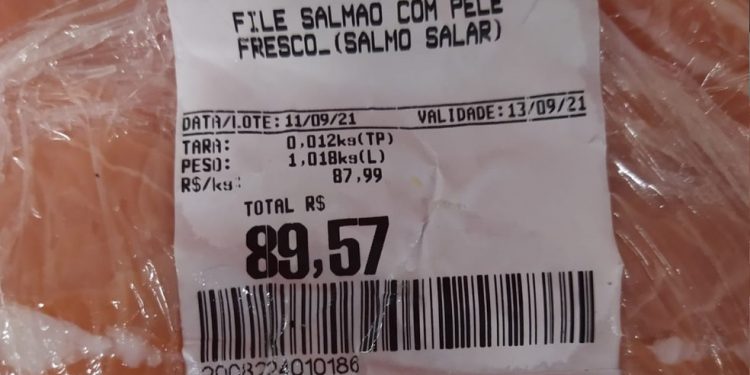 FILE SALMAO COM PELE
FRESCO_(SALMO SALAR)
DATA/LOTE: 11/09/21 VALIDADE: 13/09/21
TARA: 0,012kg(TP)
PESO: 1,018kg(L)
R$/kg: 87,99
TOTAL R$
89,57
2008224010186